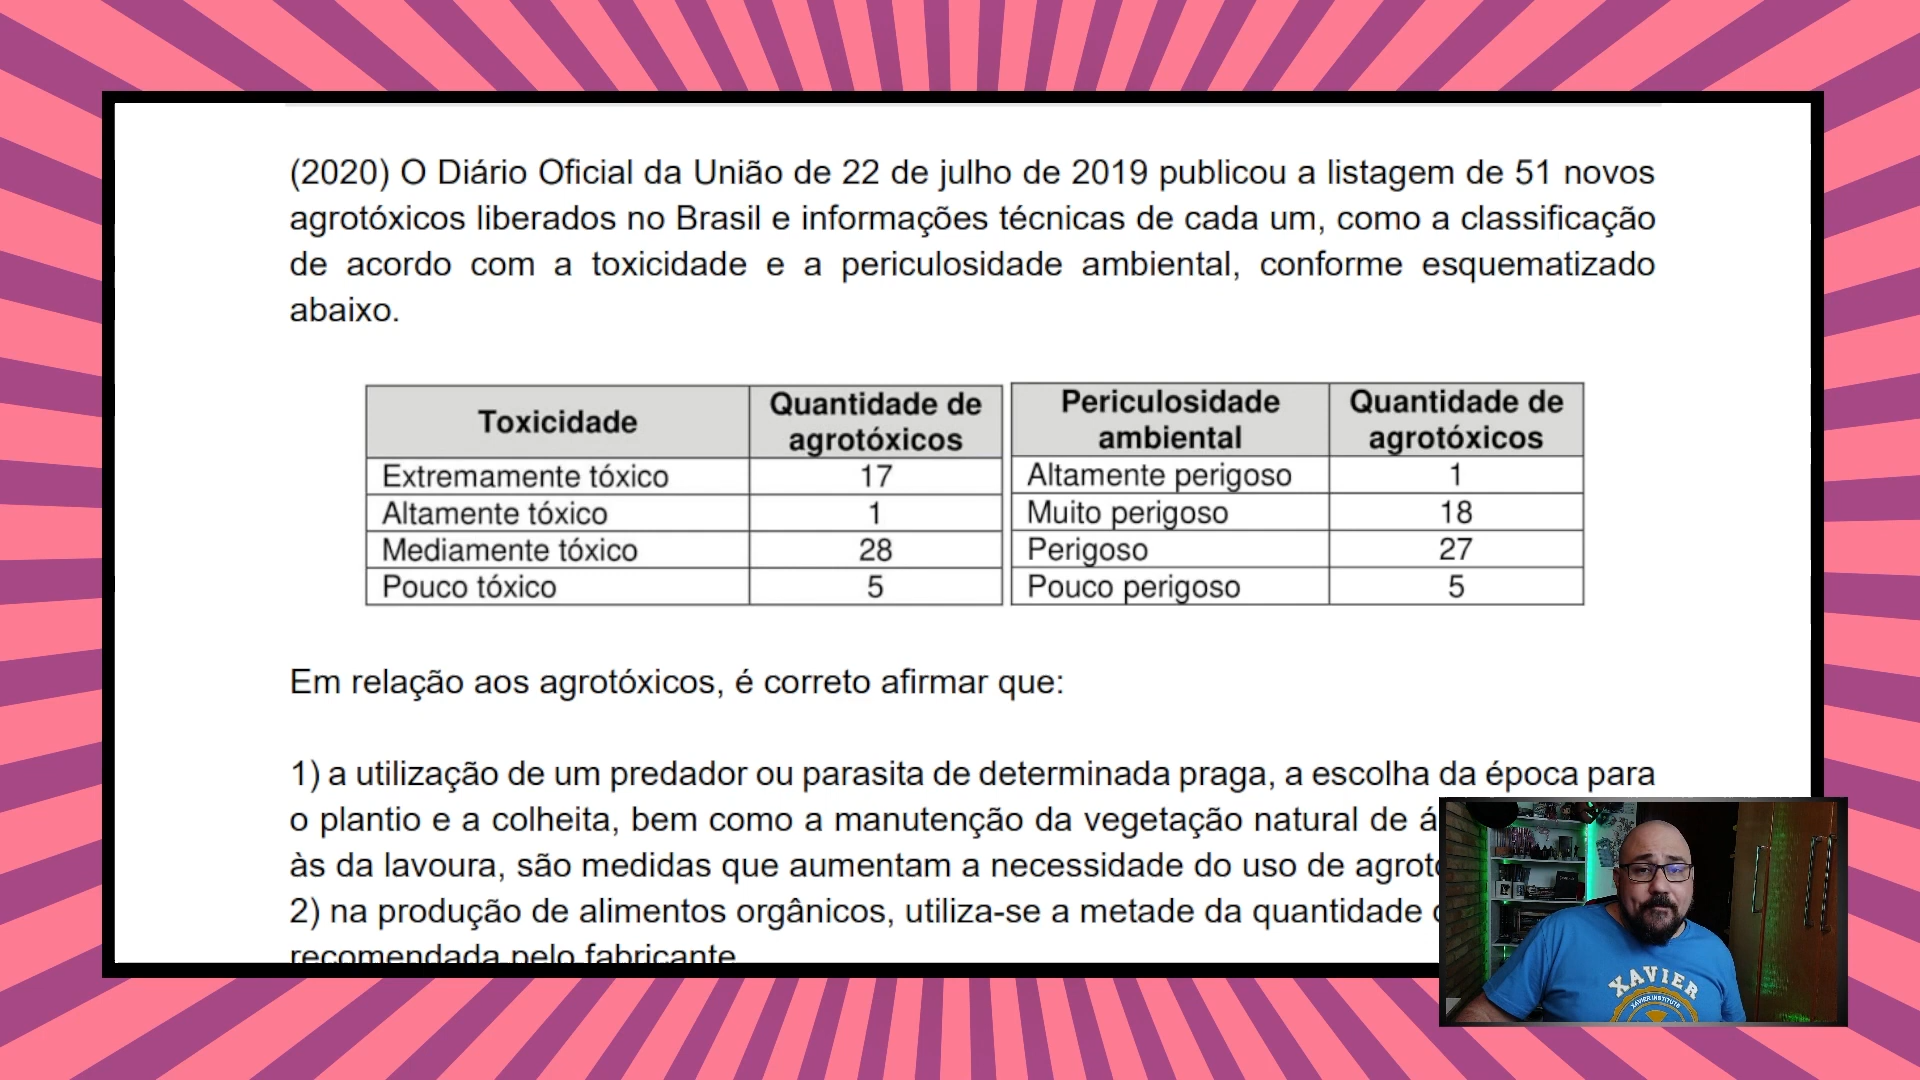 (2020) O Diário Oficial da União de 22 de julho de 2019 publicou a listagem de 51 novos
agrotóxicos liberados no Brasil e informações técnicas de cada um, como a classificação
de acordo com a toxicidade e a periculosidade ambiental, conforme esquematizado
abaixo.
Toxicidade Quantidade de agrotóxicos
Extremamente tóxico 17
Altamente tóxico 1
Mediamente tóxico 28
Pouco tóxico 5
Periculosidade ambiental Quantidade de agrotóxicos
Altamente perigoso 1
Muito perigoso 18
Perigoso 27
Pouco perigoso 5
Em relação aos agrotóxicos, é correto afirmar que:
1) a utilização de um predador ou parasita de determinada praga, a escolha da época para
o plantio e a colheita, bem como a manutenção da vegetação natural de
às da lavoura, são medidas que aumentam a necessidade do uso de
2) na produção de alimentos orgânicos, utiliza-se a metade da quantidade
recomendada pelo fabricante
XAVIER
XAVIER INSTITUTE